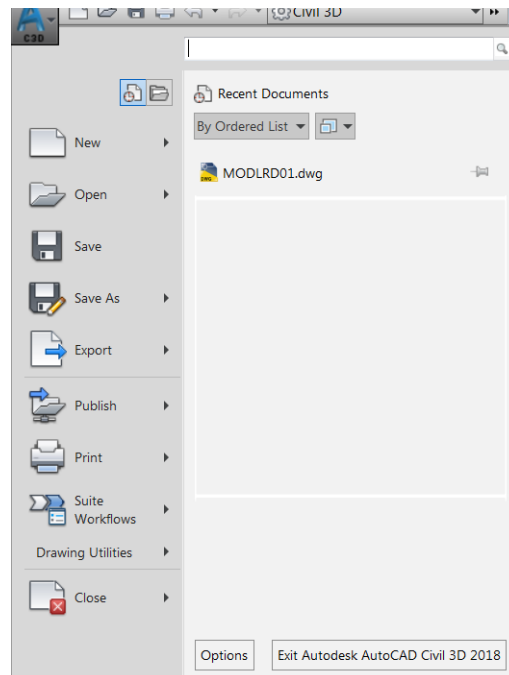 Civil 3D
C3D
Recent Documents
By Ordered List
MODLRD01.dwg
New
Open
Save
Save As
Export
Publish
Print
Suite
Workflows
Drawing Utilities
Close
Options
Exit Autodesk AutoCAD Civil 3D 2018